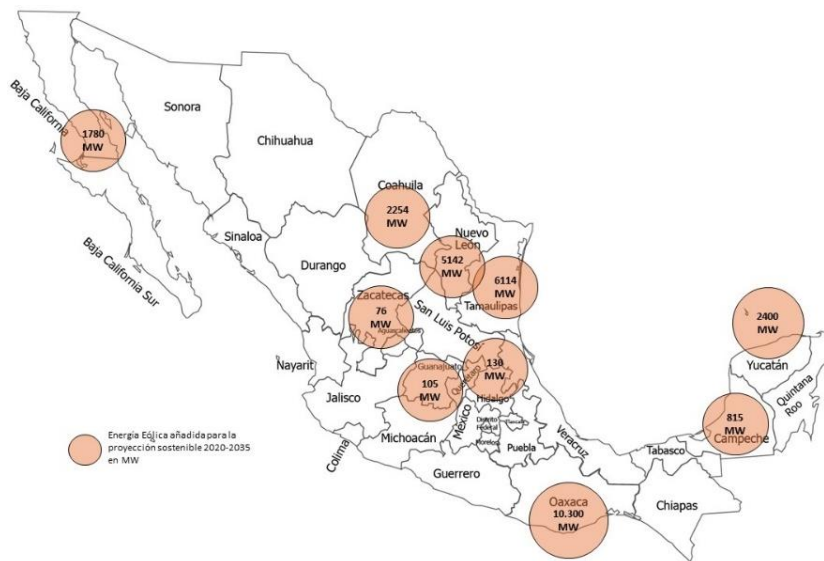 Baja California
1780
MW
Sonora
Chihuahua
Coahuila
2254
MW
Nuevo
León
5142
MW
6114
MW
Tamaulipas
Sinaloa
Durango
Baja California Sur
Zacatecas
76
MW
Aguascalientes
San Luis Potosí
Nayarit
Guanajuato
105
MW
Querétaro
130
MW
Hidalgo
Jalisco
Colima
Michoacán
México
Distrito
Federal
Morelos
Tlaxcala
Puebla
Veracruz
Guerrero
Oaxaca
10.300
MW
Tabasco
Chiapas
815
MW
Campeche
2400
MW
Yucatán
Quintana
Roo
Energía Eólica añadida para la
proyección sostenible 2020-2035
en MW